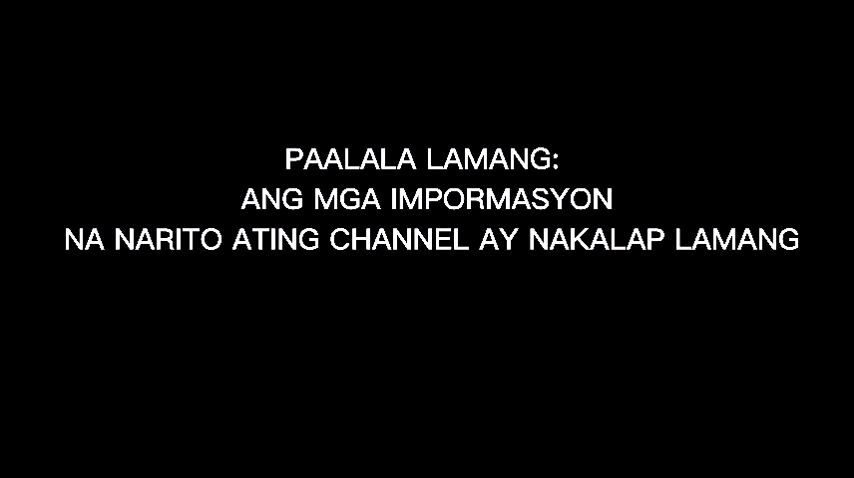 PAALALA LAMANG:
ANG MGA IMPORMASYON
NA NARITO ATING CHANNEL AY NAKALAP LAMANG